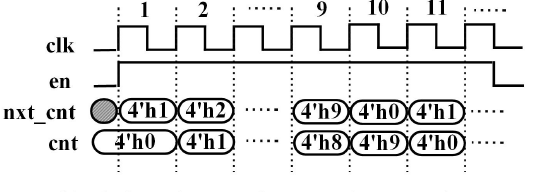 1 2 ...... 9 10 11 ......
clk
en
nxt_cnt 4'h1 4'h2 ...... 4'h9 4'h0 4'h1 ......
cnt 4'h0 4'h1 ...... 4'h8 4'h9 4'h0 ......